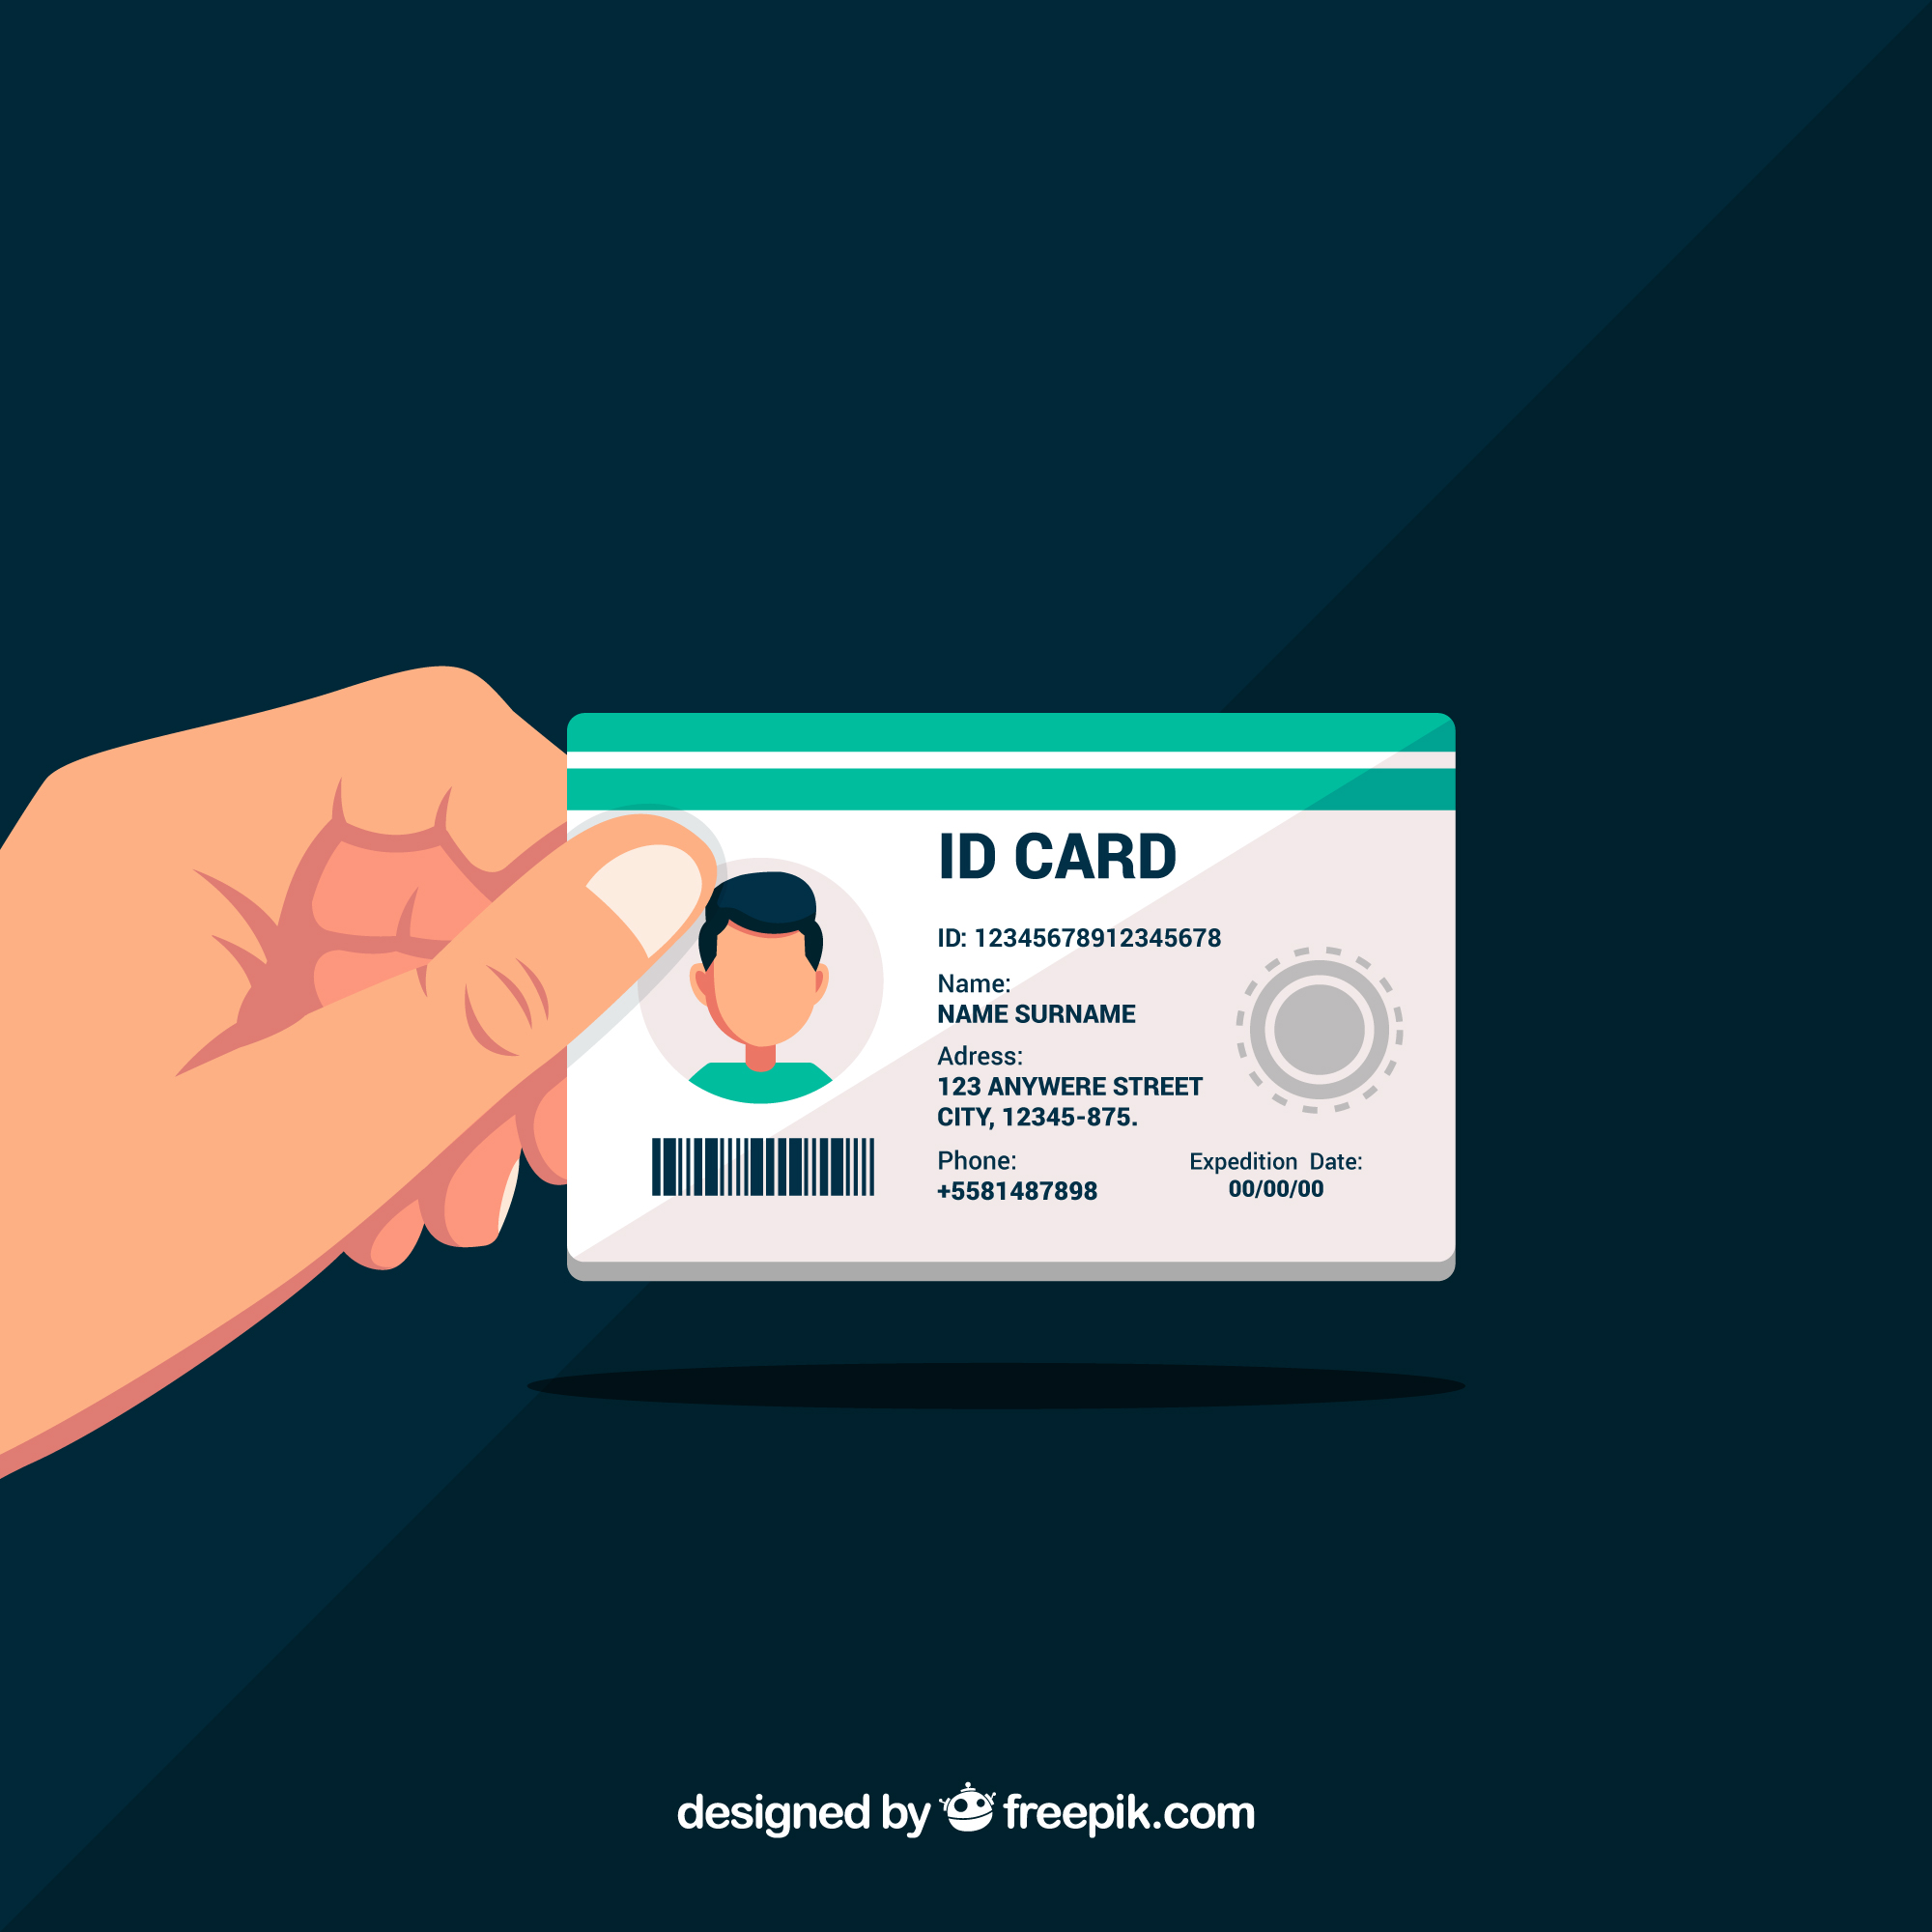 ID CARD
ID: 12345678912345678
Name:
NAME SURNAME
Adress:
123 ANYWERE STREET
CITY, 12345-875.
Phone:
+5581487898
Expedition Date:
00/00/00
designed by freepik.com